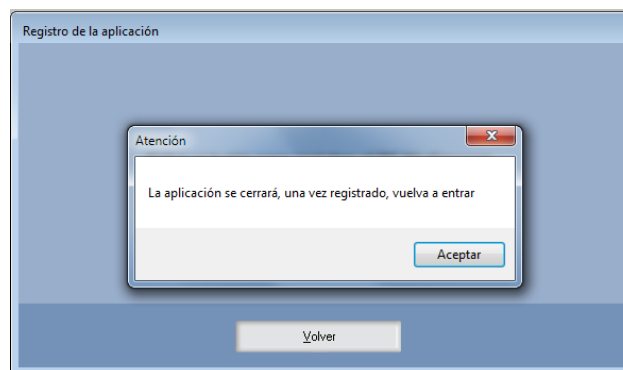 Registro de la aplicación
Atención
La aplicación se cerrará, una vez registrado, vuelva a entrar
Aceptar
Volver